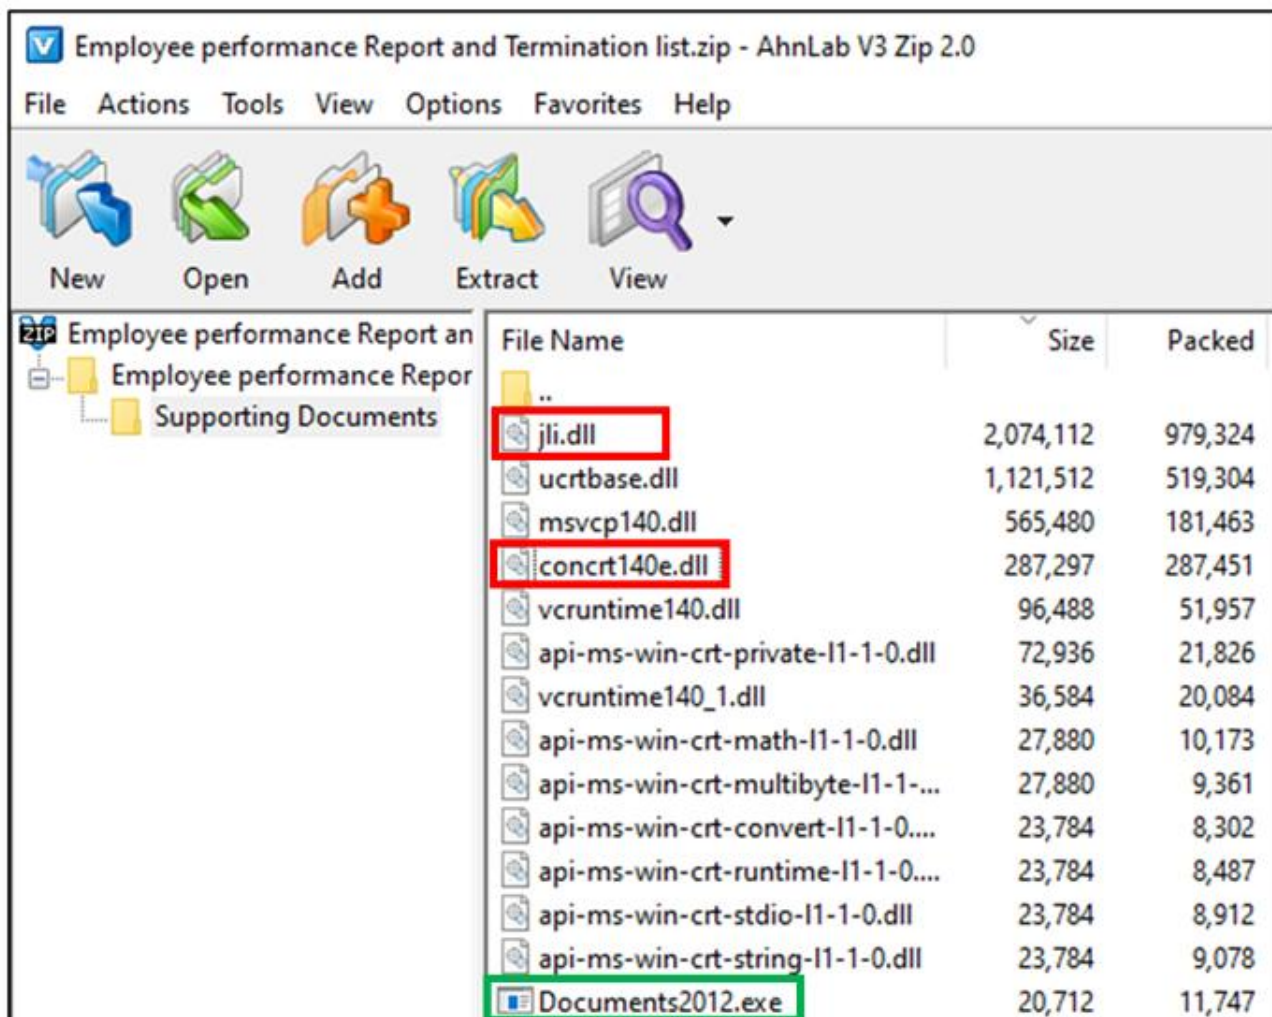 Employee performance Report and Termination list.zip - AhnLab V3 Zip 2.0
File Actions Tools View Options Favorites Help
New Open Add Extract View
ZIP Employee performance Report an
Employee performance Repor
Supporting Documents
File Name Size Packed
..
jli.dll 2,074,112 979,324
ucrtbase.dll 1,121,512 519,304
msvcp140.dll 565,480 181,463
concrt140e.dll 287,297 287,451
vcruntime140.dll 96,488 51,957
api-ms-win-crt-private-l1-1-0.dll 72,936 21,826
vcruntime140_1.dll 36,584 20,084
api-ms-win-crt-math-l1-1-0.dll 27,880 10,173
api-ms-win-crt-multibyte-l1-1-... 27,880 9,361
api-ms-win-crt-convert-l1-1-0.... 23,784 8,302
api-ms-win-crt-runtime-l1-1-0.... 23,784 8,487
api-ms-win-crt-stdio-l1-1-0.dll 23,784 8,912
api-ms-win-crt-string-l1-1-0.dll 23,784 9,078
Documents2012.exe 20,712 11,747